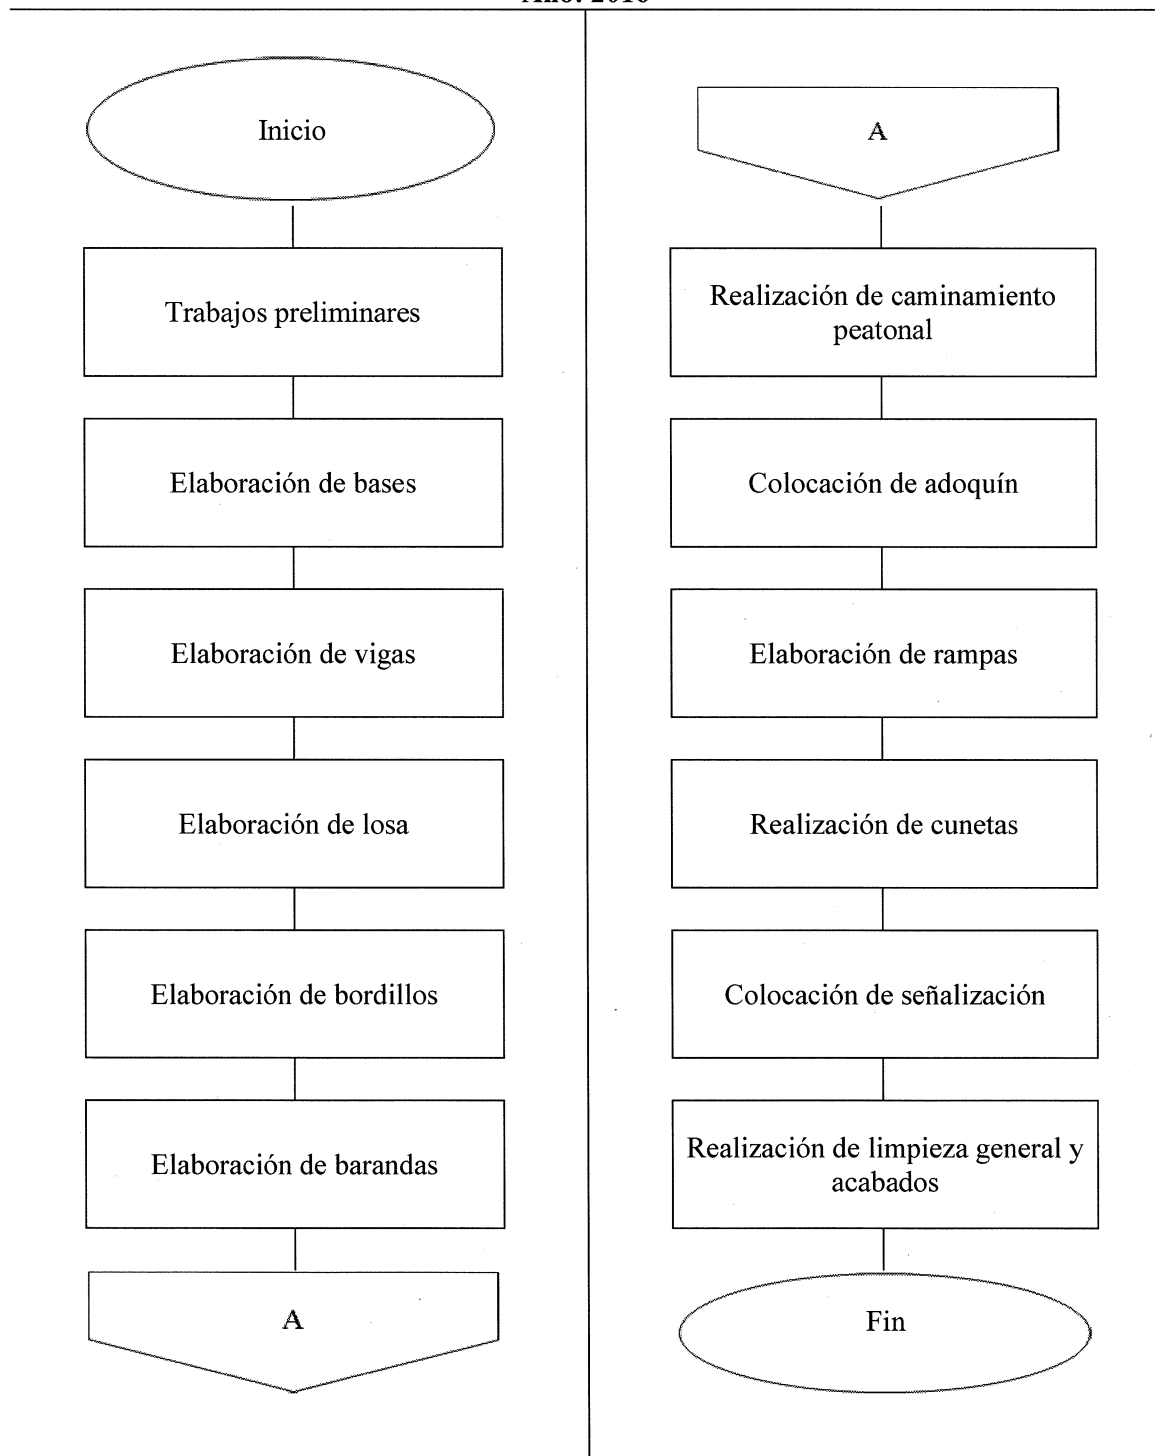 Inicio
Trabajos preliminares
Elaboración de bases
Elaboración de vigas
Elaboración de losa
Elaboración de bordillos
Elaboración de barandas
A
A
Realización de caminamiento
peatonal
Colocación de adoquín
Elaboración de rampas
Realización de cunetas
Colocación de señalización
Realización de limpieza general y
acabados
Fin